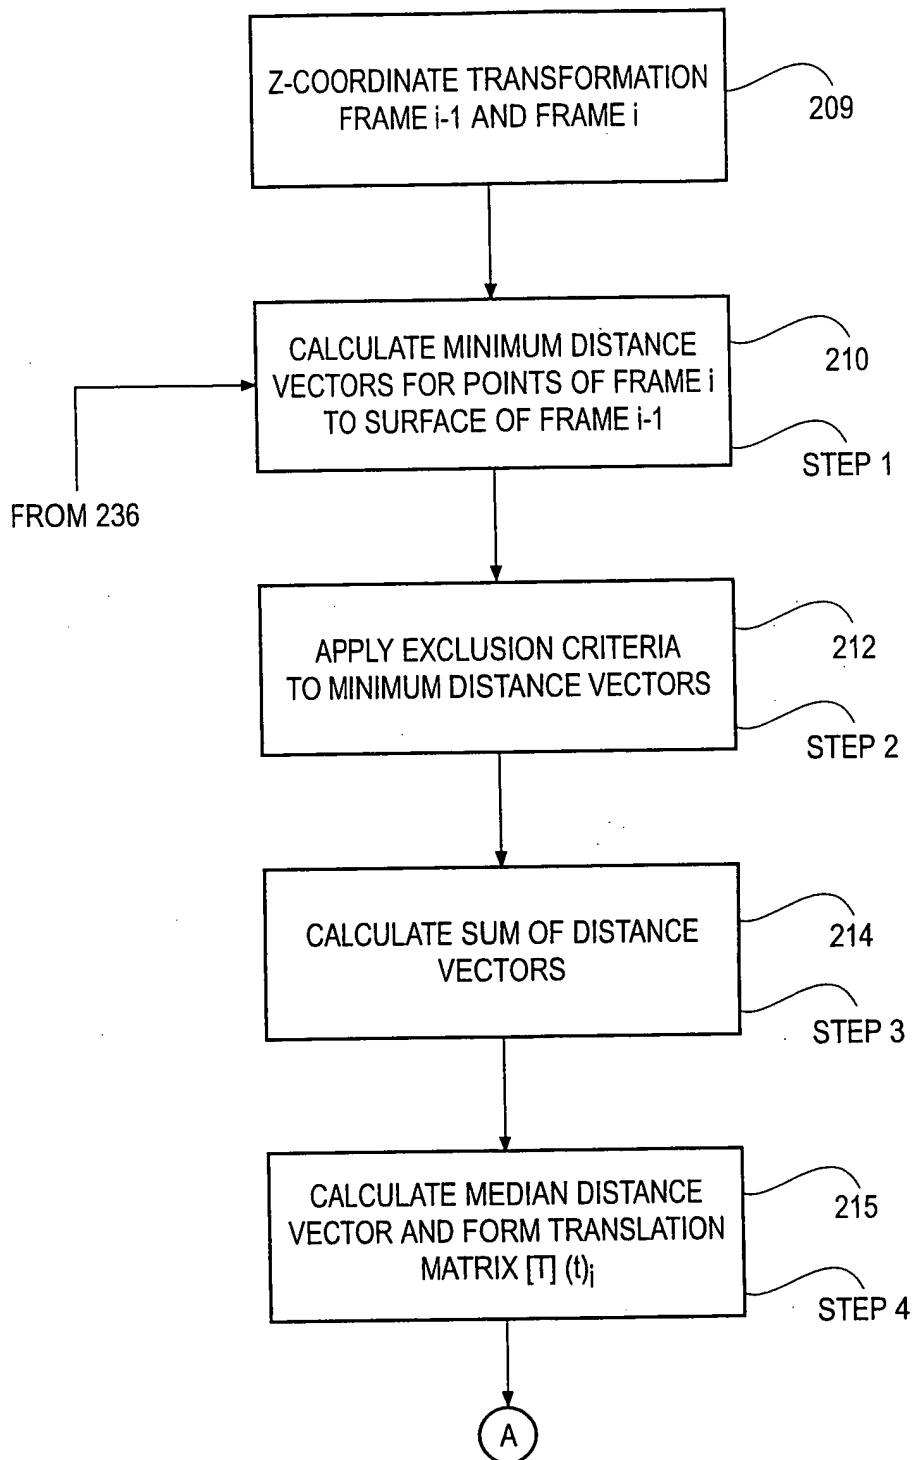 Z-COORDINATE TRANSFORMATION
FRAME i-1 AND FRAME i
209
CALCULATE MINIMUM DISTANCE
VECTORS FOR POINTS OF FRAME i
TO SURFACE OF FRAME i-1
210
STEP 1
FROM 236
APPLY EXCLUSION CRITERIA
TO MINIMUM DISTANCE VECTORS
212
STEP 2
CALCULATE SUM OF DISTANCE
VECTORS
214
STEP 3
CALCULATE MEDIAN DISTANCE
VECTOR AND FORM TRANSLATION
MATRIX [T] (t)i
215
STEP 4
A